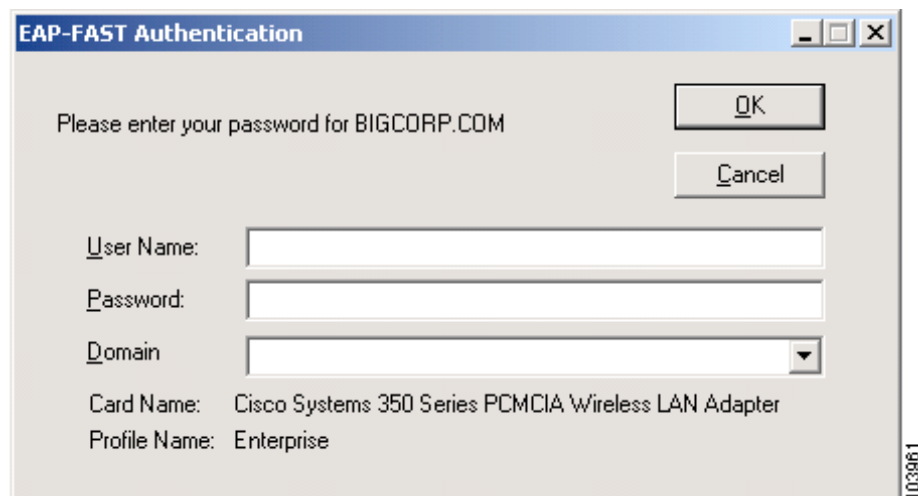 EAP-FAST Authentication
Please enter your password for BIGCORP.COM
OK
Cancel
User Name:
Password:
Domain
Card Name: Cisco Systems 350 Series PCMCIA Wireless LAN Adapter
Profile Name: Enterprise
03961